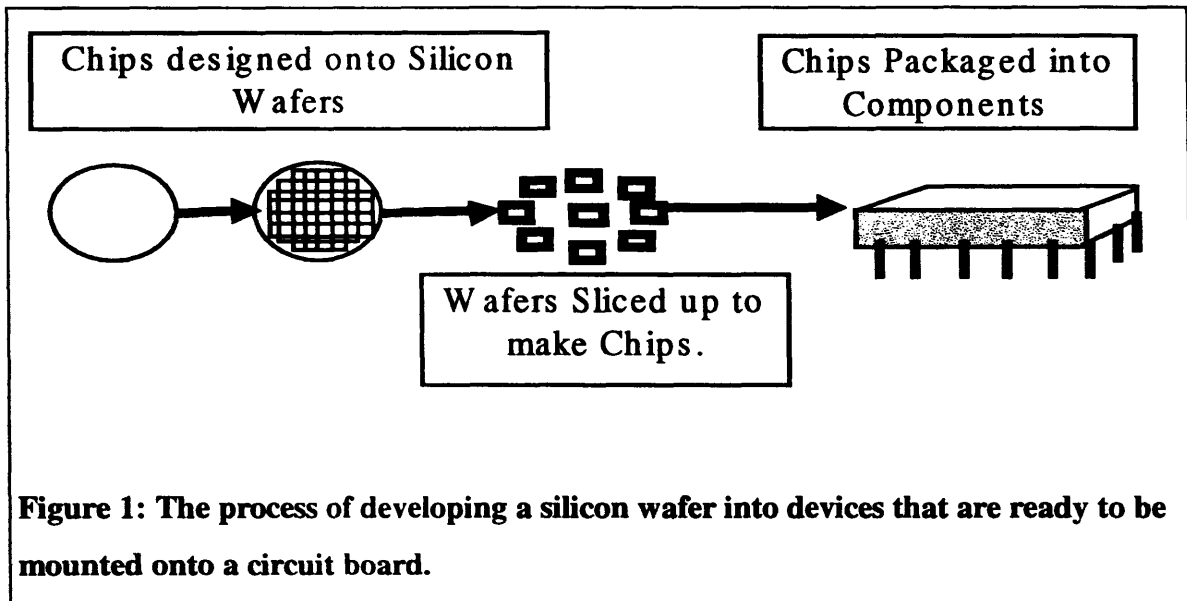 Chips designed onto Silicon
Wafers
Chips Packaged into
Components
Wafers Sliced up to
make Chips.
Figure 1: The process of developing a silicon wafer into devices that are ready to be
mounted onto a circuit board.